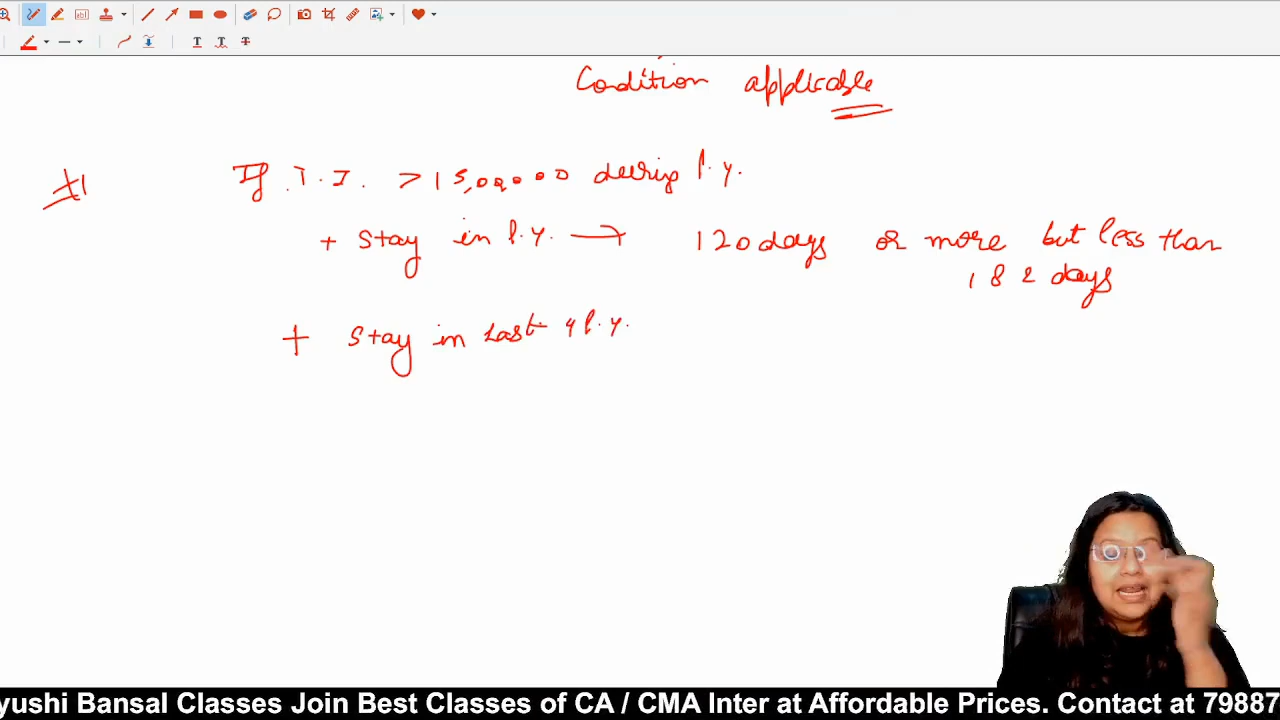 Condition applicable
If T.I. > 15,00,000 during P.Y.
+ Stay in P.Y. → 120 days or more but less than
182 days
+ Stay in Last 4 P.Y.
yushi Bansal Classes Join Best Classes of CA / CMA Inter at Affordable Prices. Contact at 79887